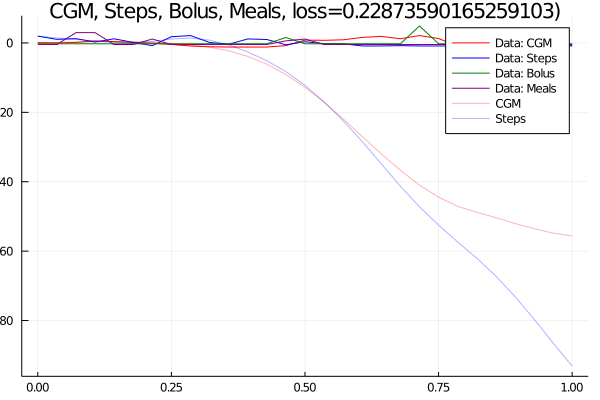 CGM, Steps, Bolus, Meals, loss=0.22873590165259103)
0
20
40
60
80
0.00
0.25
0.50
0.75
1.00
Data: CGM
Data: Steps
Data: Bolus
Data: Meals
CGM
Steps